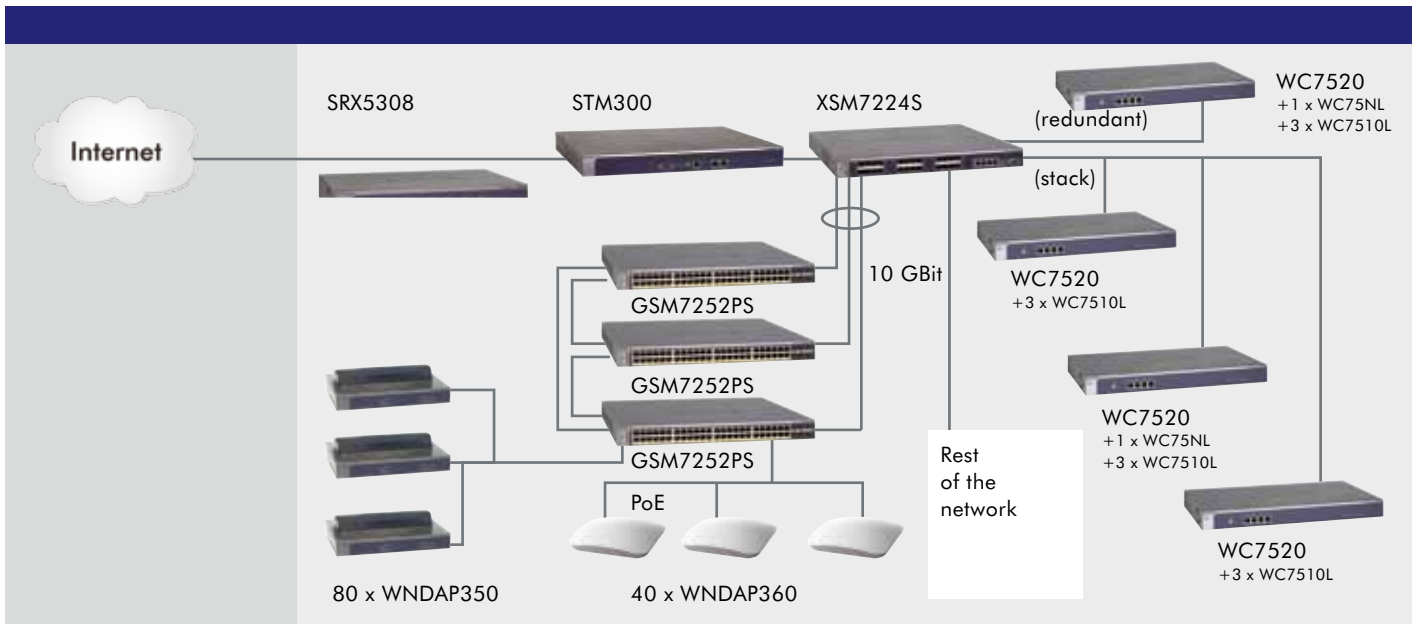 Internet
SRX5308
STM300
XSM7224S
(redundant)
WC7520
+1 x WC75NL
+3 x WC7510L
(stack)
WC7520
+3 x WC7510L
10 GBit
GSM7252PS
GSM7252PS
GSM7252PS
WC7520
+1 x WC75NL
+3 x WC7510L
Rest
of the
network
PoE
WC7520
+3 x WC7510L
80 x WNDAP350
40 x WNDAP360